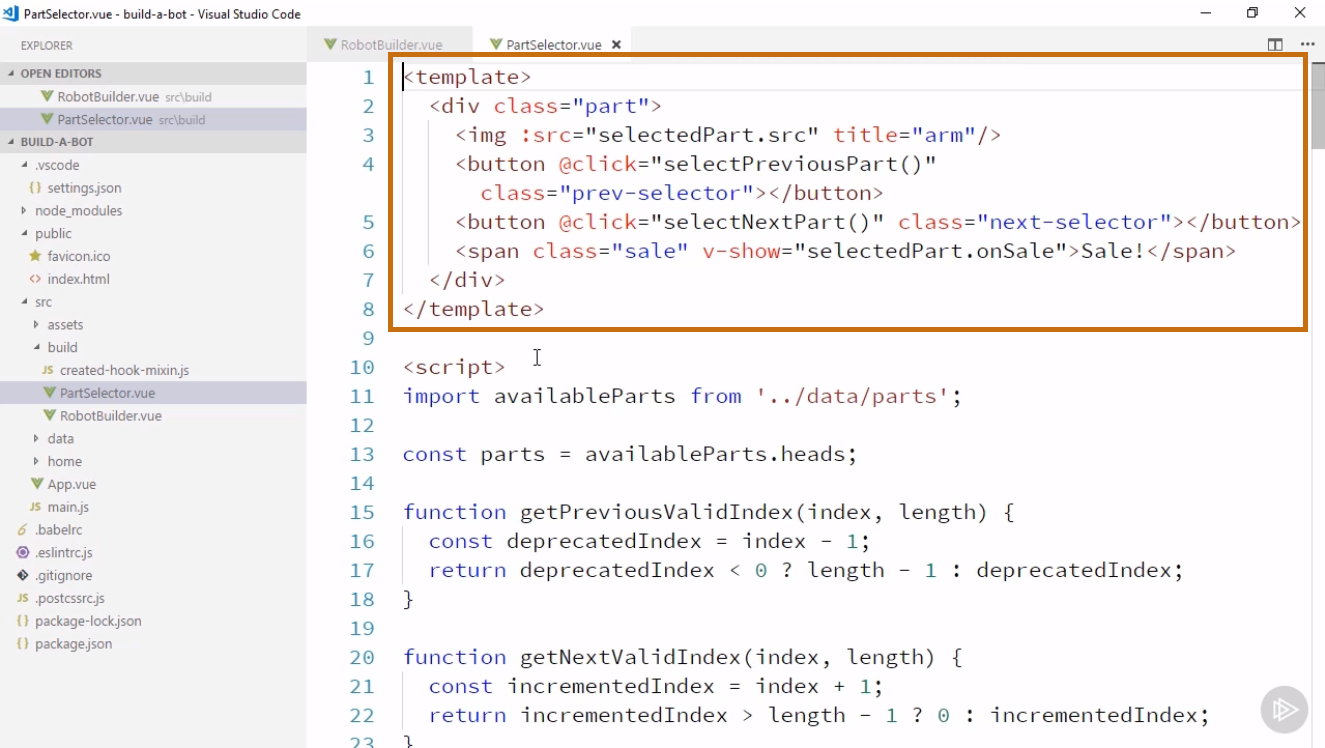 PartSelector.vue - build-a-bot - Visual Studio Code
EXPLORER
OPEN EDITORS
RobotBuilder.vue src\build
PartSelector.vue src\build
BUILD-A-BOT
.vscode
{} settings.json
node_modules
public
favicon.ico
<> index.html
src
assets
build
JS created-hook-mixin.js
PartSelector.vue
RobotBuilder.vue
data
home
App.vue
JS main.js
.babelrc
.eslintrc.js
.gitignore
JS .postcssrc.js
{} package-lock.json
{} package.json
RobotBuilder.vue
PartSelector.vue
1 <template>
2 <div class="part">
3 <img :src="selectedPart.src" title="arm"/>
4 <button @click="selectPreviousPart()"
class="prev-selector"></button>
5 <button @click="selectNextPart()" class="next-selector"></button>
6 <span class="sale" v-show="selectedPart.onSale">Sale!</span>
7 </div>
8 </template>
9
10 <script>
11 import availableParts from '../data/parts';
12
13 const parts = availableParts.heads;
14
15 function getPreviousValidIndex(index, length) {
16 const deprecatedIndex = index - 1;
17 return deprecatedIndex < 0 ? length - 1 : deprecatedIndex;
18 }
19
20 function getNextValidIndex(index, length) {
21 const incrementedIndex = index + 1;
22 return incrementedIndex > length - 1 ? 0 : incrementedIndex;
23 }